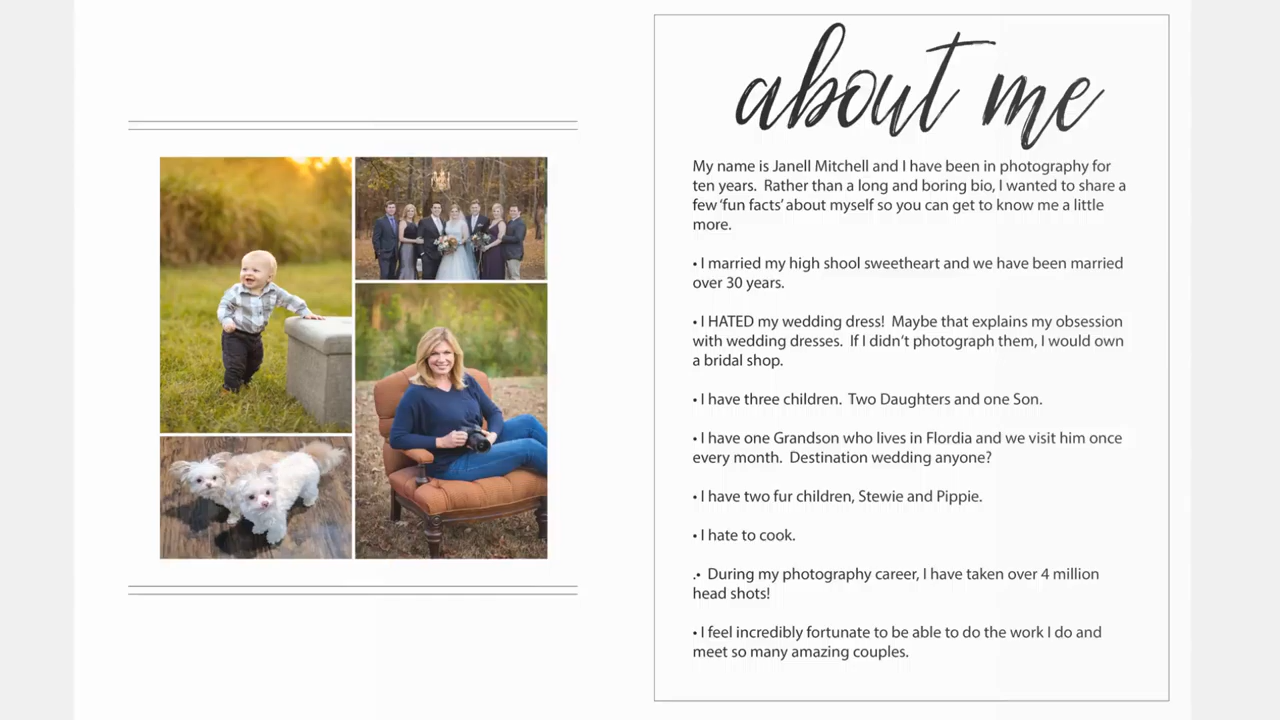 about me
My name is Janell Mitchell and I have been in photography for
ten years.  Rather than a long and boring bio, I wanted to share a
few 'fun facts' about myself so you can get to know me a little
more.
• I married my high shool sweetheart and we have been married
over 30 years.
• I HATED my wedding dress!  Maybe that explains my obsession
with wedding dresses.  If I didn't photograph them, I would own
a bridal shop.
• I have three children.  Two Daughters and one Son.
• I have one Grandson who lives in Flordia and we visit him once
every month.  Destination wedding anyone?
• I have two fur children, Stewie and Pippie.
• I hate to cook.
.•  During my photography career, I have taken over 4 million
head shots!
• I feel incredibly fortunate to be able to do the work I do and
meet so many amazing couples.